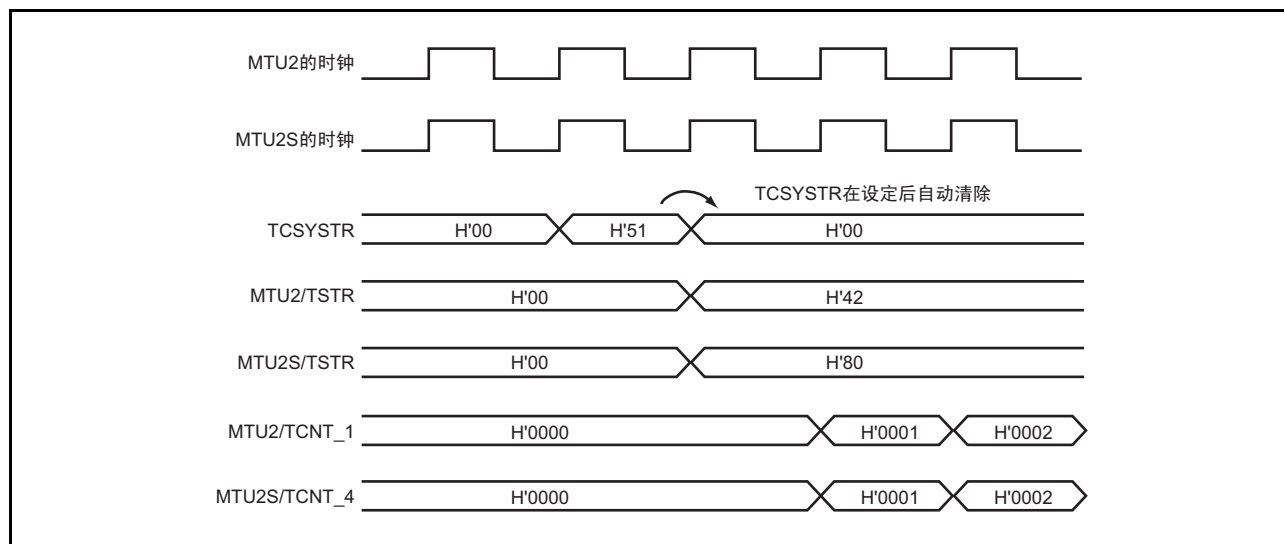 MTU2的时钟
MTU2S的时钟
TCSYSTR在设定后自动清除
TCSYSTR H'00 H'51 H'00
MTU2/TSTR H'00 H'42
MTU2S/TSTR H'00 H'80
MTU2/TCNT_1 H'0000 H'0001 H'0002
MTU2S/TCNT_4 H'0000 H'0001 H'0002